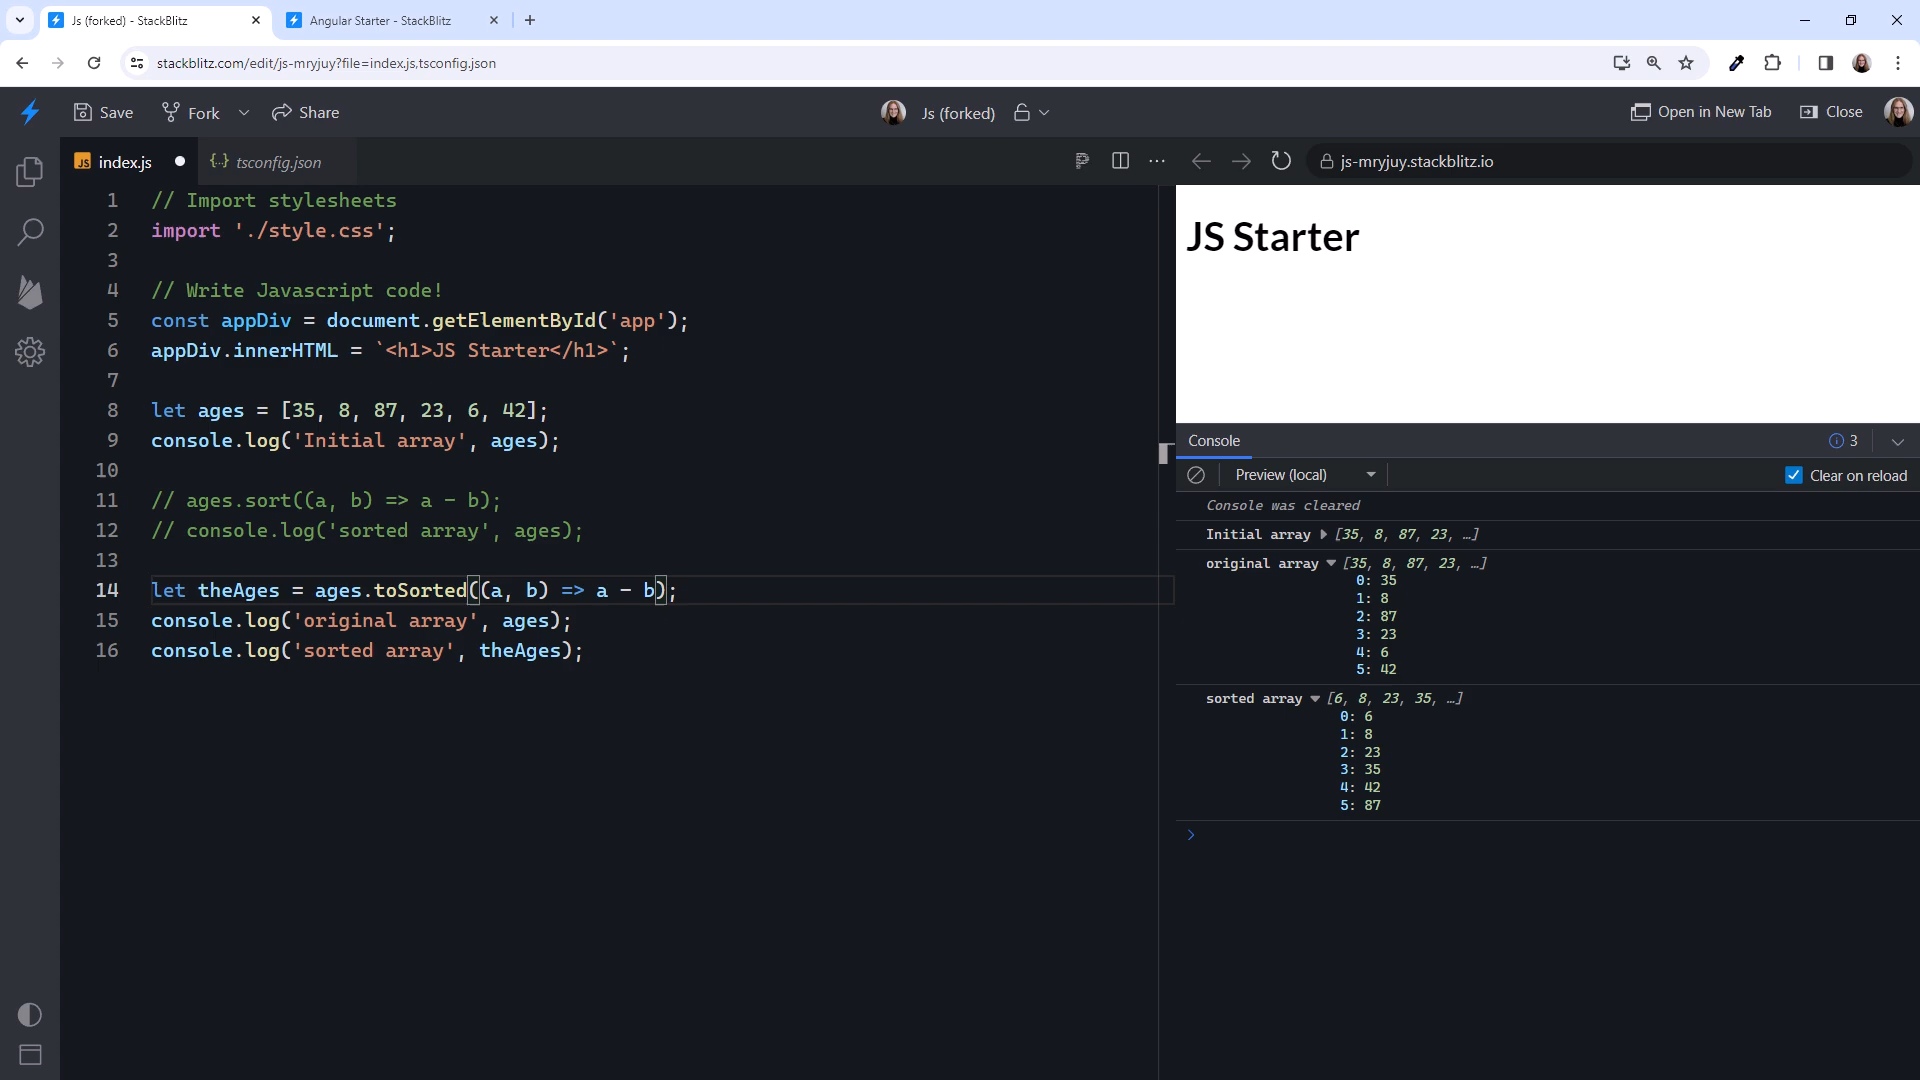 Js (forked) - StackBlitz
Angular Starter - StackBlitz
stackblitz.com/edit/js-mryjuy?file=index.js,tsconfig.json
Save Fork Share
Js (forked)
Open in New Tab Close
JS index.js
{..} tsconfig.json
js-mryjuy.stackblitz.io
1 // Import stylesheets
2 import './style.css';
3
4 // Write Javascript code!
5 const appDiv = document.getElementById('app');
6 appDiv.innerHTML = `<h1>JS Starter</h1>`;
7
8 let ages = [35, 8, 87, 23, 6, 42];
9 console.log('Initial array', ages);
10
11 // ages.sort((a, b) => a - b);
12 // console.log('sorted array', ages);
13
14 let theAges = ages.toSorted((a, b) => a - b);
15 console.log('original array', ages);
16 console.log('sorted array', theAges);
JS Starter
Console 3
Preview (local) Clear on reload
Console was cleared
Initial array [35, 8, 87, 23, …]
original array [35, 8, 87, 23, …]
0: 35
1: 8
2: 87
3: 23
4: 6
5: 42
sorted array [6, 8, 23, 35, …]
0: 6
1: 8
2: 23
3: 35
4: 42
5: 87